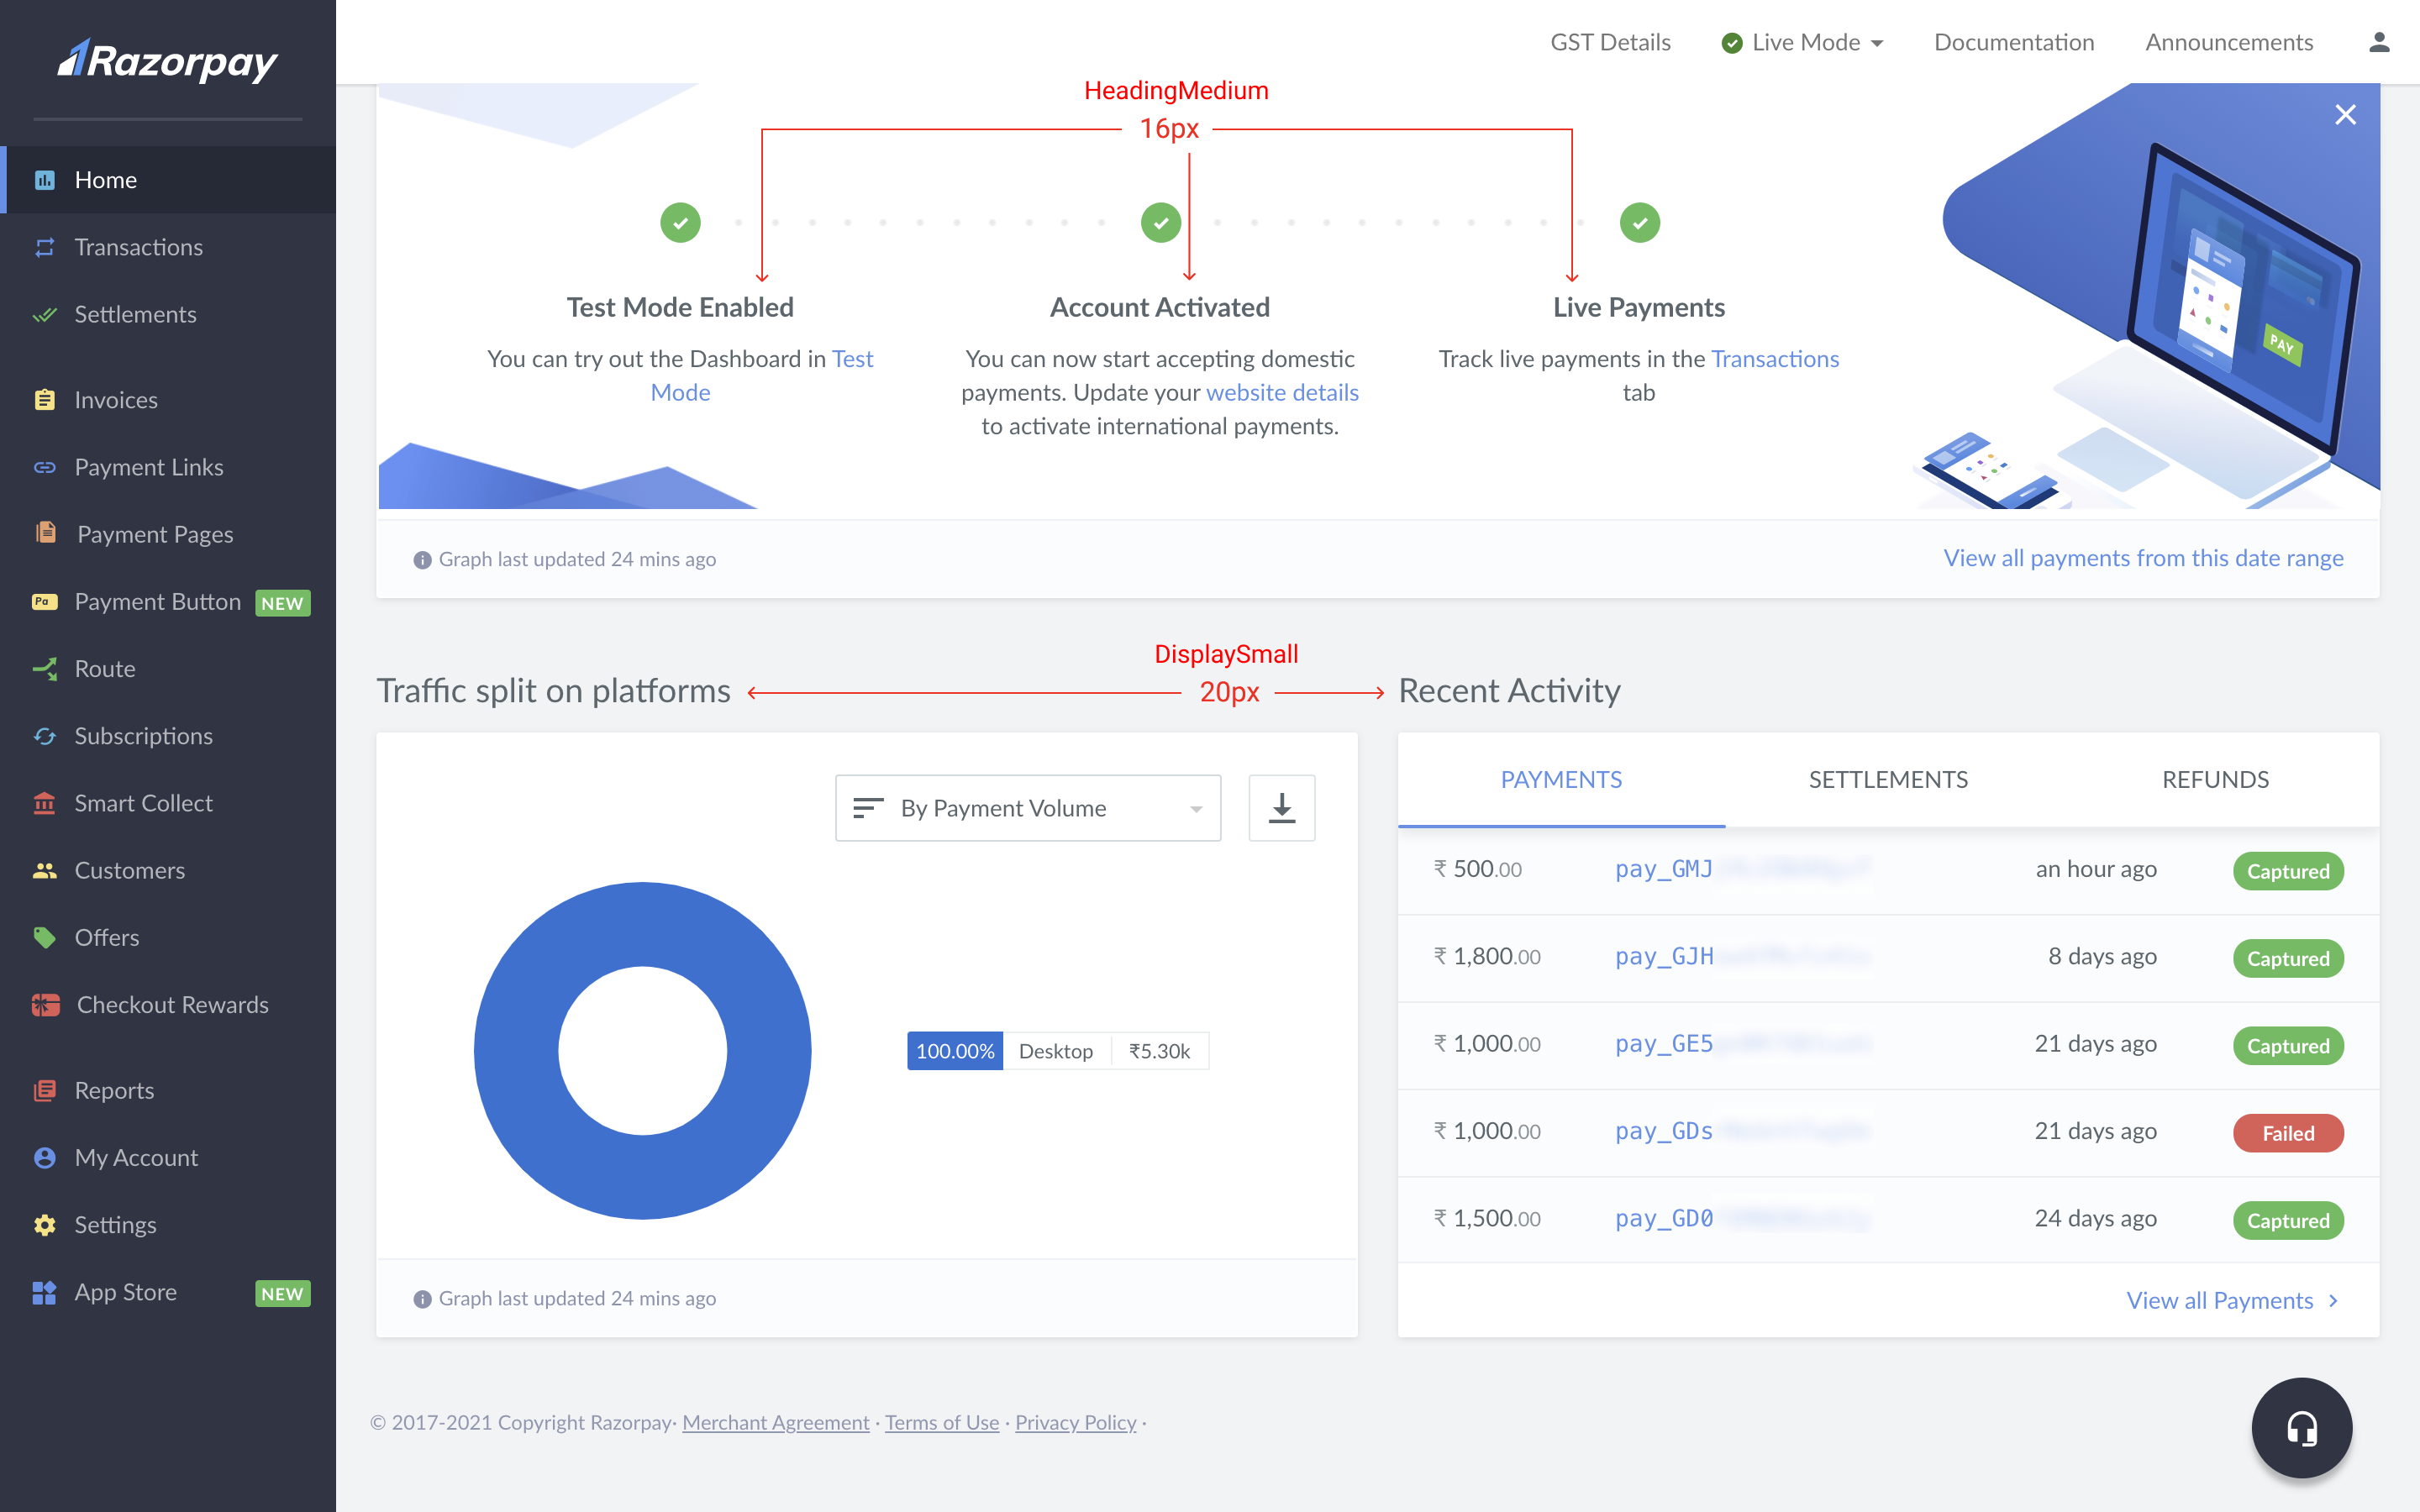 Razorpay
GST Details
Live Mode
Documentation
Announcements
Home
Transactions
Settlements
Invoices
Payment Links
Payment Pages
Pa
Payment Button NEW
Route
Subscriptions
Smart Collect
Customers
Offers
Checkout Rewards
Reports
My Account
Settings
App Store NEW
HeadingMedium
16px
Test Mode Enabled
You can try out the Dashboard in Test
Mode
Account Activated
You can now start accepting domestic
payments. Update your website details
to activate international payments.
Live Payments
Track live payments in the Transactions
tab
PAY
Graph last updated 24 mins ago
View all payments from this date range
DisplaySmall
20px
Traffic split on platforms
Recent Activity
By Payment Volume
100.00% Desktop ₹5.30k
Graph last updated 24 mins ago
PAYMENTS SETTLEMENTS REFUNDS
₹ 500.00 pay_GMJ an hour ago Captured
₹ 1,800.00 pay_GJH 8 days ago Captured
₹ 1,000.00 pay_GE5 21 days ago Captured
₹ 1,000.00 pay_GDs 21 days ago Failed
₹ 1,500.00 pay_GD0 24 days ago Captured
View all Payments
© 2017-2021 Copyright Razorpay· Merchant Agreement · Terms of Use · Privacy Policy ·